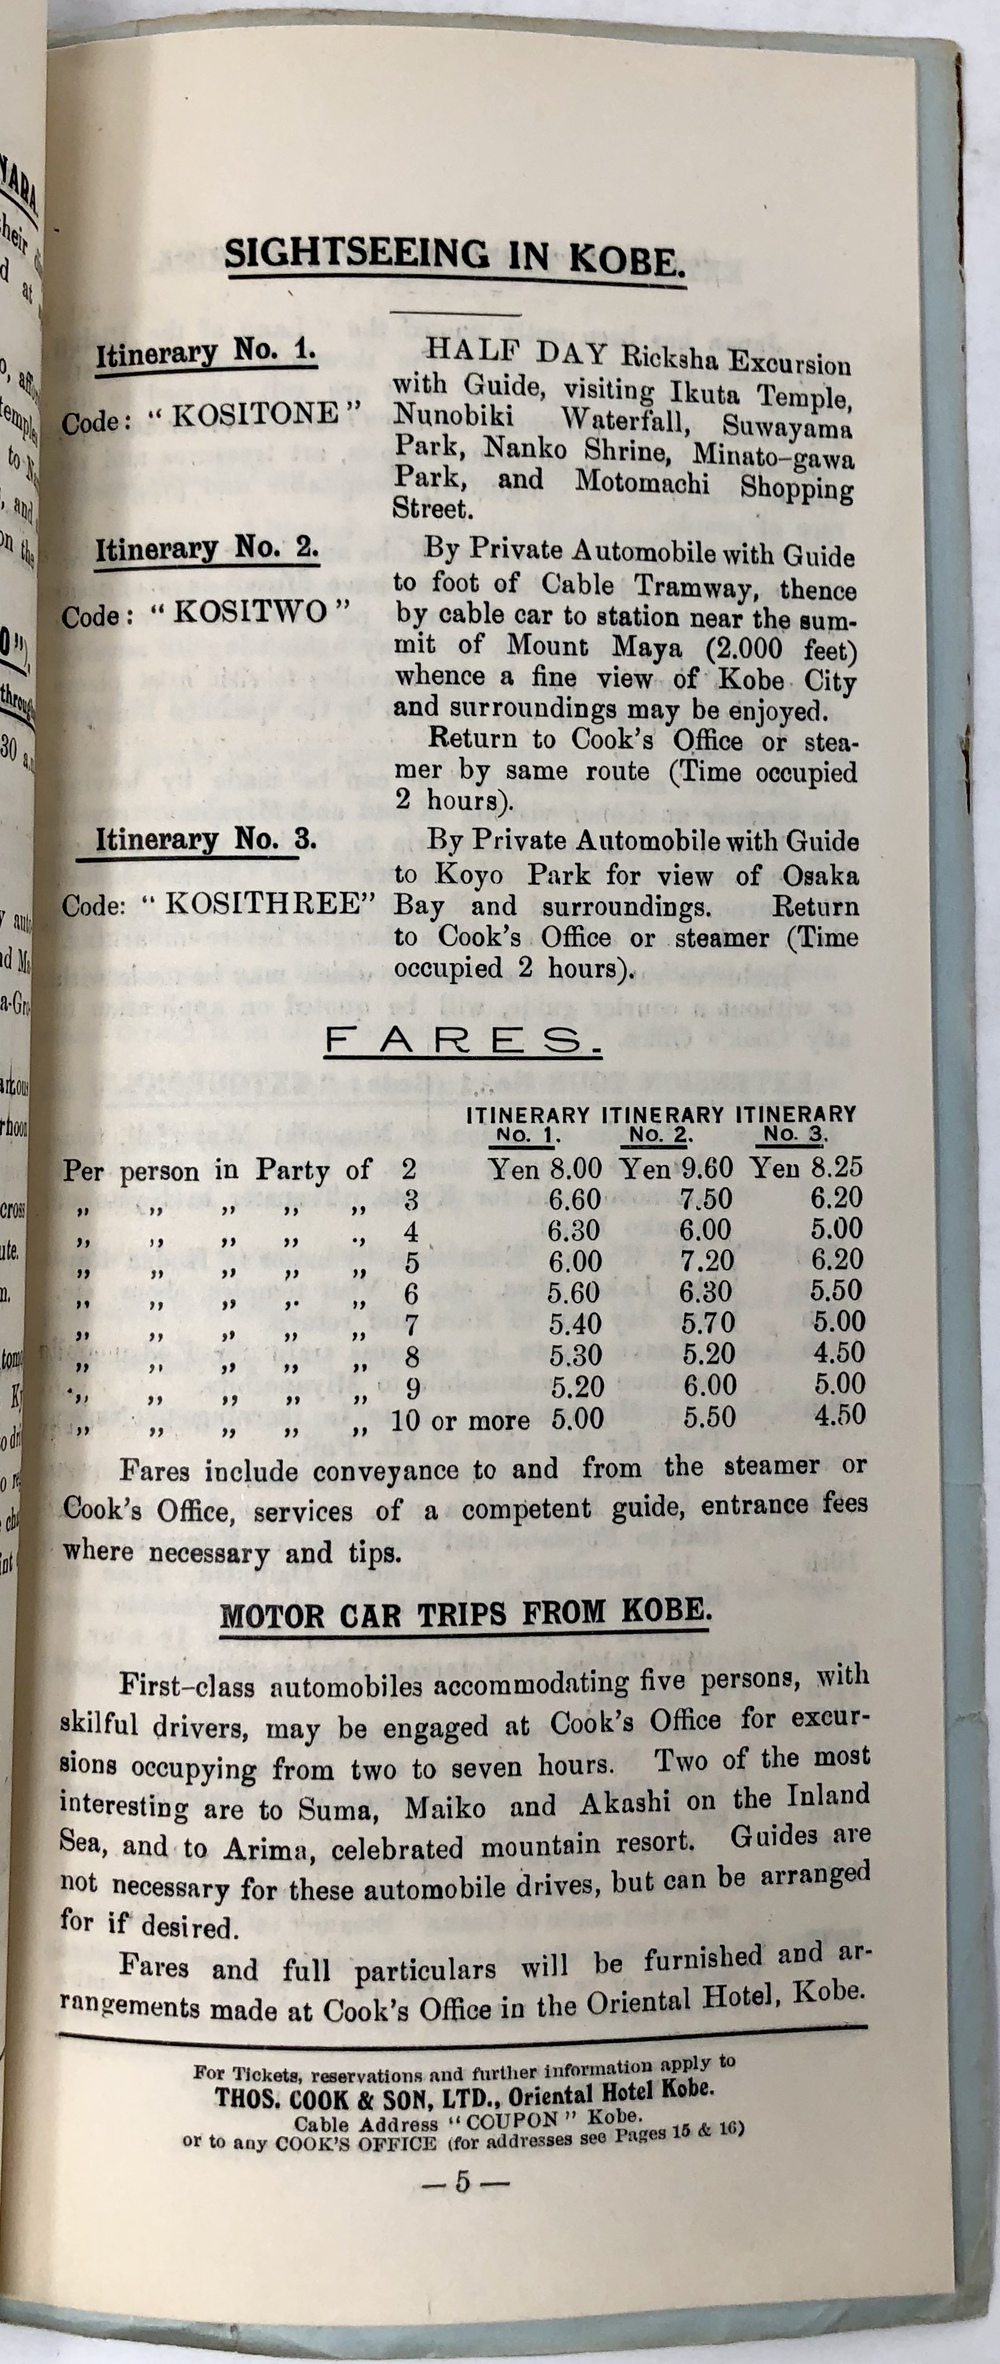 SIGHTSEEING IN KOBE.
Itinerary No. 1.
Code: "KOSITONE"
HALF DAY Ricksha Excursion
with Guide, visiting Ikuta Temple,
Nunobiki Waterfall, Suwayama
Park, Nanko Shrine, Minato-gawa
Park, and Motomachi Shopping
Street.
Itinerary No. 2.
Code: "KOSITWO"
By Private Automobile with Guide
to foot of Cable Tramway, thence
by cable car to station near the sum-
mit of Mount Maya (2.000 feet)
whence a fine view of Kobe City
and surroundings may be enjoyed.
Return to Cook's Office or stea-
mer by same route (Time occupied
2 hours).
Itinerary No. 3.
Code: "KOSITHREE"
By Private Automobile with Guide
to Koyo Park for view of Osaka
Bay and surroundings. Return
to Cook's Office or steamer (Time
occupied 2 hours).
FARES.
ITINERARY ITINERARY ITINERARY
No. 1. No. 2. No. 3.
Per person in Party of 2 Yen 8.00 Yen 9.60 Yen 8.25
,, ,, ,, ,, ,, 3 6.60 7.50 6.20
,, ,, ,, ,, ,, 4 6.30 6.00 5.00
,, ,, ,, ,, ,, 5 6.00 7.20 6.20
,, ,, ,, ,, ,, 6 5.60 6.30 5.50
,, ,, ,, ,, ,, 7 5.40 5.70 5.00
,, ,, ,, ,, ,, 8 5.30 5.20 4.50
,, ,, ,, ,, ,, 9 5.20 6.00 5.00
,, ,, ,, ,, ,, 10 or more 5.00 5.50 4.50
Fares include conveyance to and from the steamer or
Cook's Office, services of a competent guide, entrance fees
where necessary and tips.
MOTOR CAR TRIPS FROM KOBE.
First-class automobiles accommodating five persons, with
skilful drivers, may be engaged at Cook's Office for excur-
sions occupying from two to seven hours. Two of the most
interesting are to Suma, Maiko and Akashi on the Inland
Sea, and to Arima, celebrated mountain resort. Guides are
not necessary for these automobile drives, but can be arranged
for if desired.
Fares and full particulars will be furnished and ar-
rangements made at Cook's Office in the Oriental Hotel, Kobe.
For Tickets, reservations and further information apply to
THOS. COOK & SON, LTD., Oriental Hotel Kobe.
Cable Address "COUPON" Kobe.
or to any COOK'S OFFICE (for addresses see Pages 15 & 16)
— 5 —